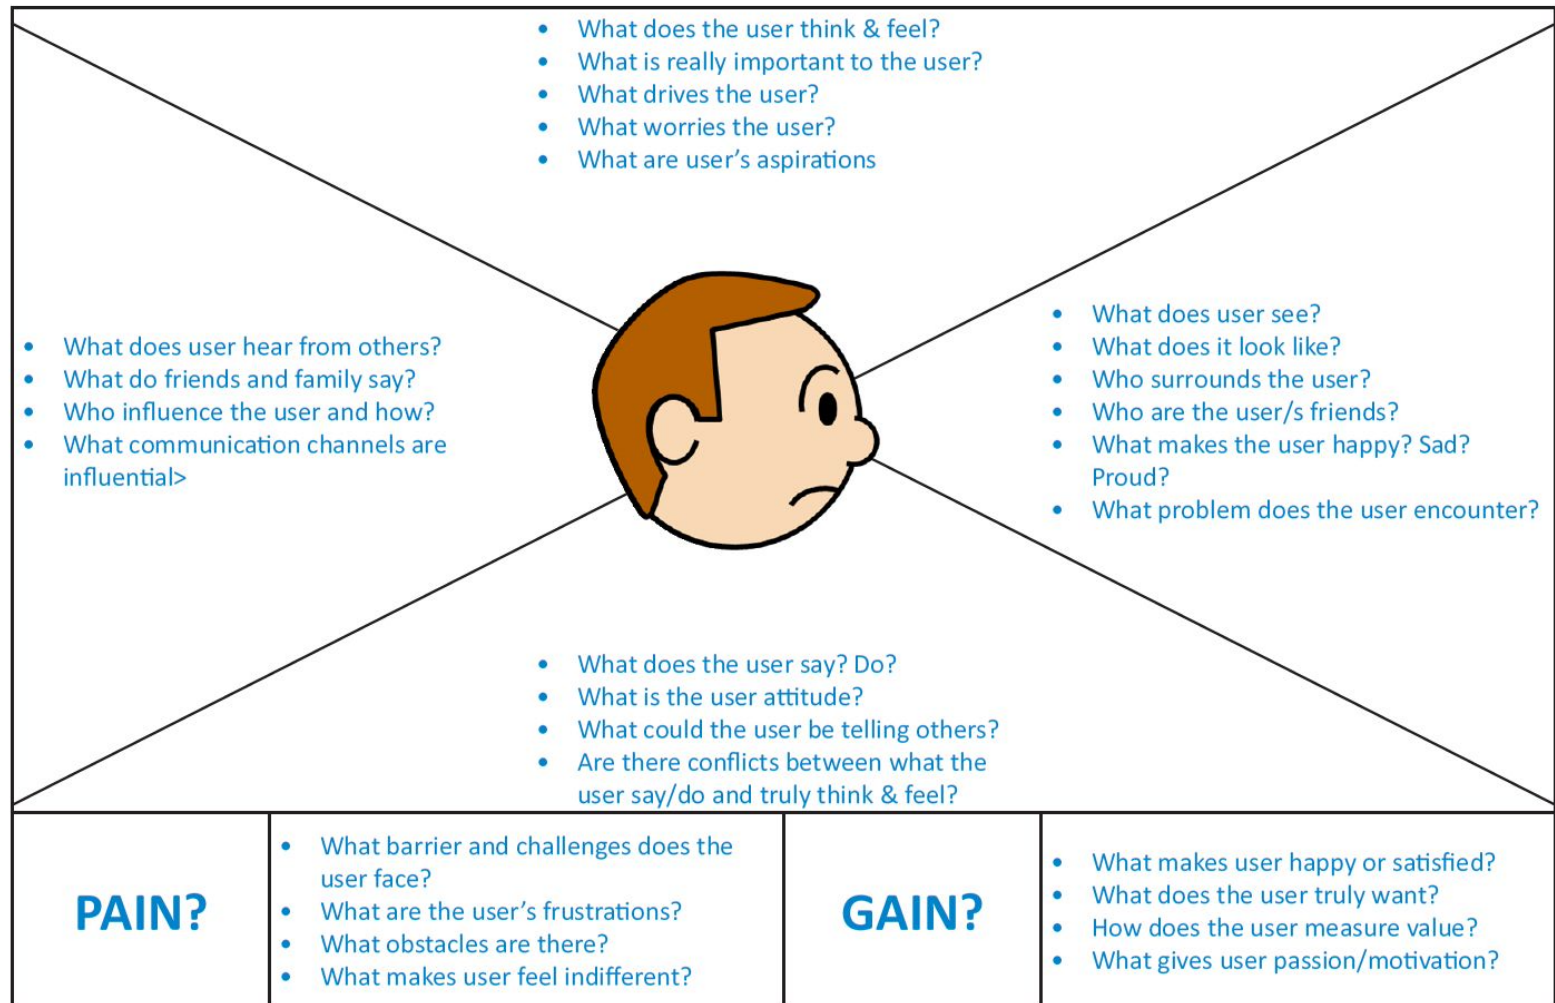 • What does the user think & feel?
• What is really important to the user?
• What drives the user?
• What worries the user?
• What are user’s aspirations
• What does user hear from others?
• What do friends and family say?
• Who influence the user and how?
• What communication channels are
influential>
• What does user see?
• What does it look like?
• Who surrounds the user?
• Who are the user/s friends?
• What makes the user happy? Sad?
Proud?
• What problem does the user encounter?
• What does the user say? Do?
• What is the user attitude?
• What could the user be telling others?
• Are there conflicts between what the
user say/do and truly think & feel?
PAIN?
• What barrier and challenges does the
user face?
• What are the user’s frustrations?
• What obstacles are there?
• What makes user feel indifferent?
GAIN?
• What makes user happy or satisfied?
• What does the user truly want?
• How does the user measure value?
• What gives user passion/motivation?